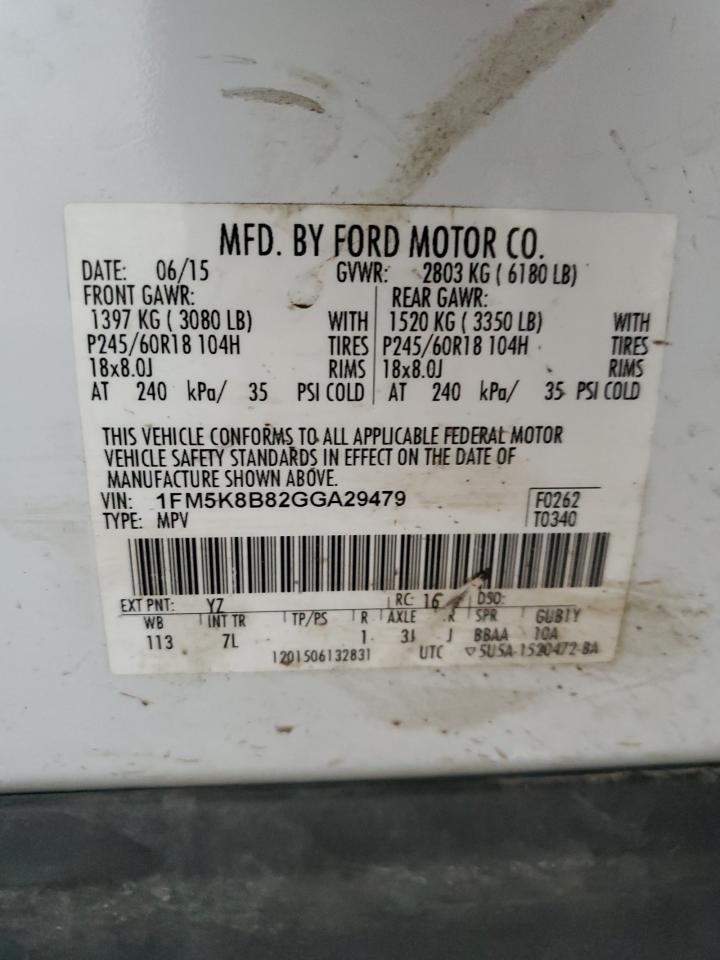 MFD. BY FORD MOTOR CO.
DATE: 06/15 GVWR: 2803 KG ( 6180 LB)
FRONT GAWR: REAR GAWR:
1397 KG ( 3080 LB) WITH 1520 KG ( 3350 LB) WITH
P245/60R18 104H TIRES P245/60R18 104H TIRES
18x8.0J RIMS 18x8.0J RIMS
AT 240 kPa/ 35 PSI COLD AT 240 kPa/ 35 PSI COLD
THIS VEHICLE CONFORMS TO ALL APPLICABLE FEDERAL MOTOR
VEHICLE SAFETY STANDARDS IN EFFECT ON THE DATE OF
MANUFACTURE SHOWN ABOVE.
VIN: 1FM5K8B82GGA29479 F0262
TYPE: MPV T0340
EXT PNT: YZ RC: 16 DSO:
WB INT TR TP/PS R AXLE SPR GUB1Y
113 7L 1 3J J BBAA 10A
1201506132831 UTC ▽5U5A-1520472-BA